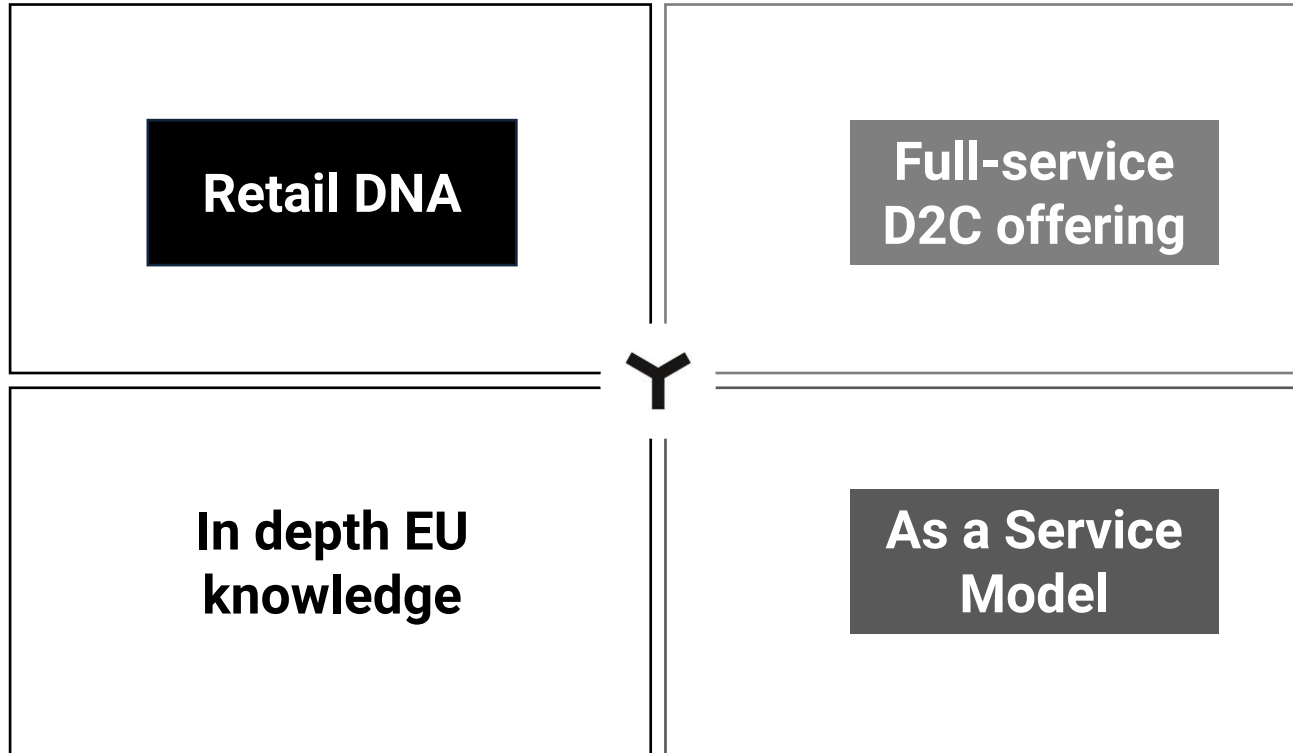 Retail DNA
Full-service
D2C offering
In depth EU
knowledge
As a Service
Model